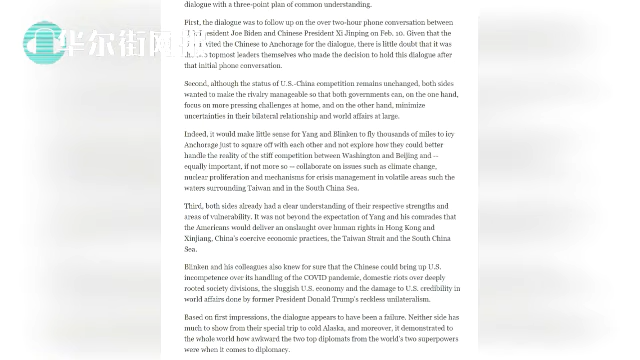 华尔街
dialogue with a three-point plan of common understanding.
First, the dialogue was to follow up on the over two-hour phone conversation between
President Joe Biden and Chinese President Xi Jinping on Feb. 10. Given that the
invited the Chinese to Anchorage for the dialogue, there is little doubt that it was
topmost leaders themselves who made the decision to hold this dialogue after
that initial phone conversation.
Second, although the status of U.S.-China competition remains unchanged, both sides
wanted to make the rivalry manageable so that both governments can, on the one hand,
focus on more pressing challenges at home, and on the other hand, minimize
uncertainties in their bilateral relationship and world affairs at large.
Indeed, it would make little sense for Yang and Blinken to fly thousands of miles to icy
Anchorage just to square off with each other and not explore how they could better
handle the reality of the stiff competition between Washington and Beijing and —
equally important, if not more so — collaborate on issues such as climate change,
nuclear proliferation and mechanisms for crisis management in volatile areas such the
waters surrounding Taiwan and in the South China Sea.
Third, both sides already had a clear understanding of their respective strengths and
areas of vulnerability. It was not beyond the expectation of Yang and his comrades that
the Americans would deliver an onslaught over human rights in Hong Kong and
Xinjiang, China's coercive economic practices, the Taiwan Strait and the South China
Sea.
Blinken and his colleagues also knew for sure that the Chinese could bring up U.S.
incompetence over its handling of the COVID pandemic, domestic riots over deeply
rooted society divisions, the sluggish U.S. economy and the damage to U.S. credibility in
world affairs done by former President Donald Trump's reckless unilateralism.
Based on first impressions, the dialogue appears to have been a failure. Neither side has
much to show from their special trip to cold Alaska, and moreover, it demonstrated to
the whole world how awkward the two top diplomats from the world's two superpowers
were when it comes to diplomacy.